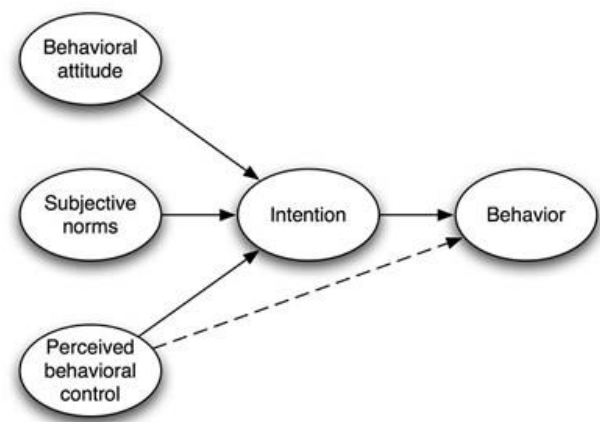 Behavioral
attitude
Subjective
norms
Intention
Behavior
Perceived
behavioral
control